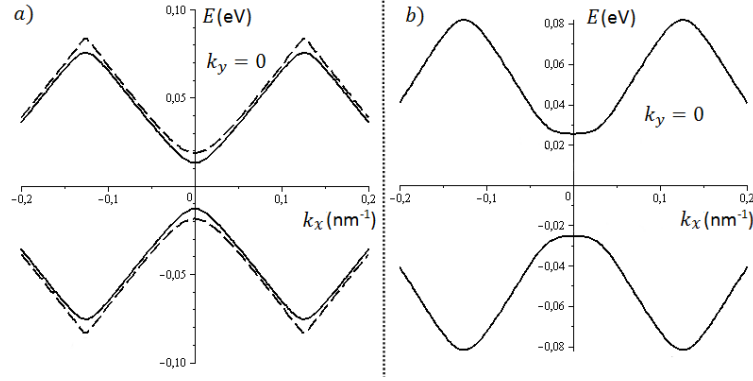 a)
E(eV)
0,10
k_y = 0
0,05
−0,2
−0,1
0
0,1
0,2
k_x(nm⁻¹)
−0,05
−0,10
b)
E(eV)
0,08
0,06
0,04
k_y = 0
0,02
−0,2
−0,1
0
0,1
0,2
k_x(nm⁻¹)
−0,02
−0,04
−0,06
−0,08